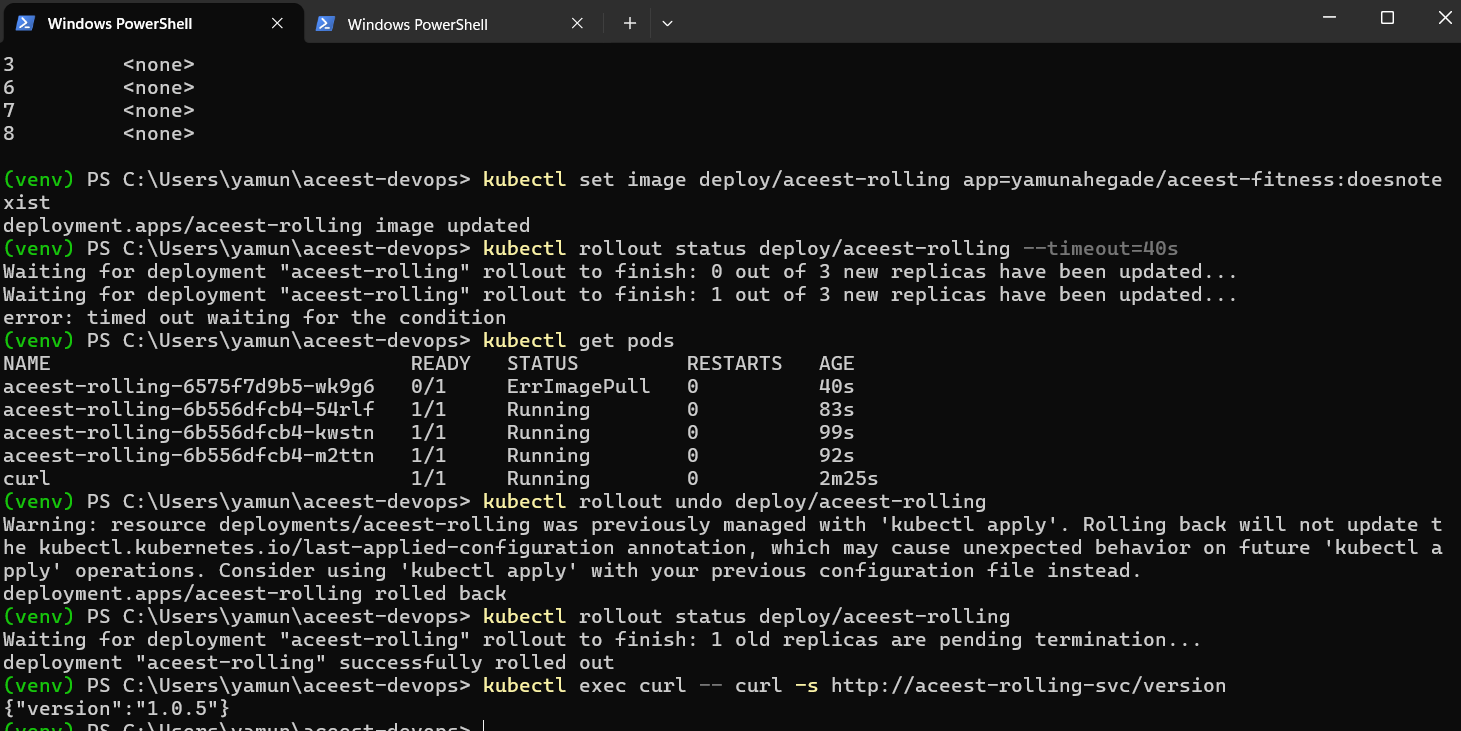 Windows PowerShell
Windows PowerShell
3 <none>
6 <none>
7 <none>
8 <none>
(venv) PS C:\Users\yamun\aceest-devops> kubectl set image deploy/aceest-rolling app=yamunahegade/aceest-fitness:doesnote
xist
deployment.apps/aceest-rolling image updated
(venv) PS C:\Users\yamun\aceest-devops> kubectl rollout status deploy/aceest-rolling --timeout=40s
Waiting for deployment "aceest-rolling" rollout to finish: 0 out of 3 new replicas have been updated...
Waiting for deployment "aceest-rolling" rollout to finish: 1 out of 3 new replicas have been updated...
error: timed out waiting for the condition
(venv) PS C:\Users\yamun\aceest-devops> kubectl get pods
NAME READY STATUS RESTARTS AGE
aceest-rolling-6575f7d9b5-wk9g6 0/1 ErrImagePull 0 40s
aceest-rolling-6b556dfcb4-54rlf 1/1 Running 0 83s
aceest-rolling-6b556dfcb4-kwstn 1/1 Running 0 99s
aceest-rolling-6b556dfcb4-m2ttn 1/1 Running 0 92s
curl 1/1 Running 0 2m25s
(venv) PS C:\Users\yamun\aceest-devops> kubectl rollout undo deploy/aceest-rolling
Warning: resource deployments/aceest-rolling was previously managed with 'kubectl apply'. Rolling back will not update t
he kubectl.kubernetes.io/last-applied-configuration annotation, which may cause unexpected behavior on future 'kubectl a
pply' operations. Consider using 'kubectl apply' with your previous configuration file instead.
deployment.apps/aceest-rolling rolled back
(venv) PS C:\Users\yamun\aceest-devops> kubectl rollout status deploy/aceest-rolling
Waiting for deployment "aceest-rolling" rollout to finish: 1 old replicas are pending termination...
deployment "aceest-rolling" successfully rolled out
(venv) PS C:\Users\yamun\aceest-devops> kubectl exec curl -- curl -s http://aceest-rolling-svc/version
{"version":"1.0.5"}
(venv) PS C:\Users\yamun\aceest-devops>